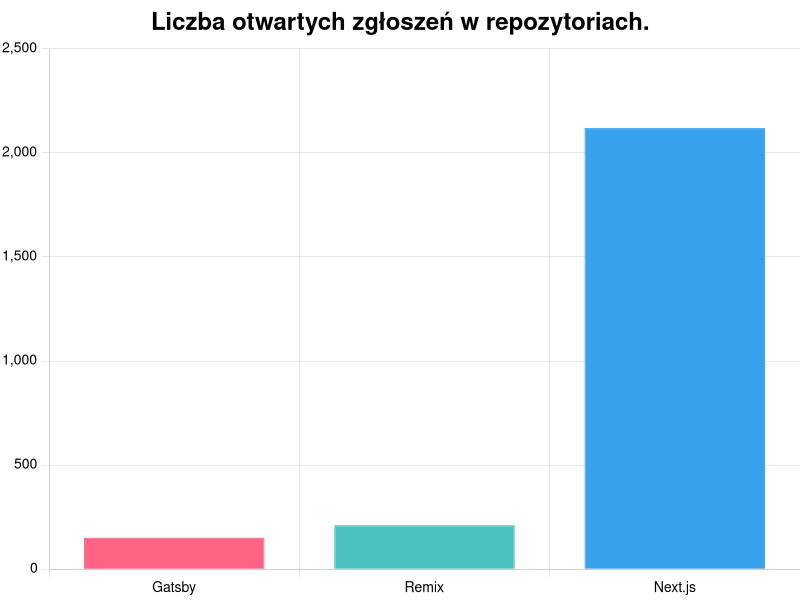 Liczba otwartych zgłoszeń w repozytoriach.
2,500
2,000
1,500
1,000
500
0
Gatsby
Remix
Next.js